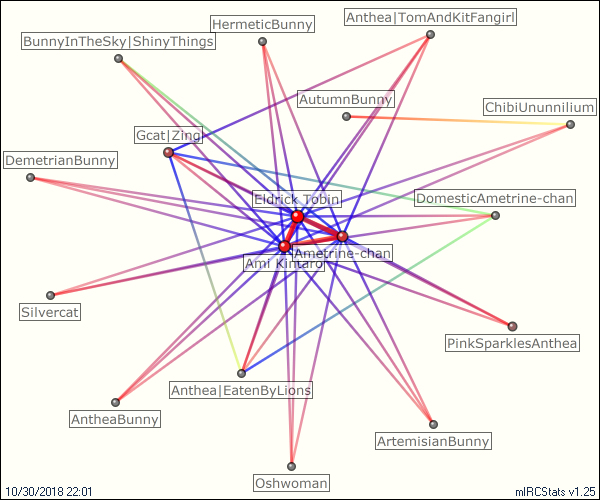 Anthea|TomAndKitFangirl
HermeticBunny
BunnyInTheSky|ShinyThings
AutumnBunny
ChibiUnunnilium
Gcat|Zing
DemetrianBunny
Eldrick Tobin
DomesticAmetrine-chan
Ametrine-chan
Ami Kintaro
Silvercat
PinkSparklesAnthea
Anthea|EatenByLions
AntheaBunny
ArtemisianBunny
Oshwoman
10/30/2018 22:01
mIRCStats v1.25